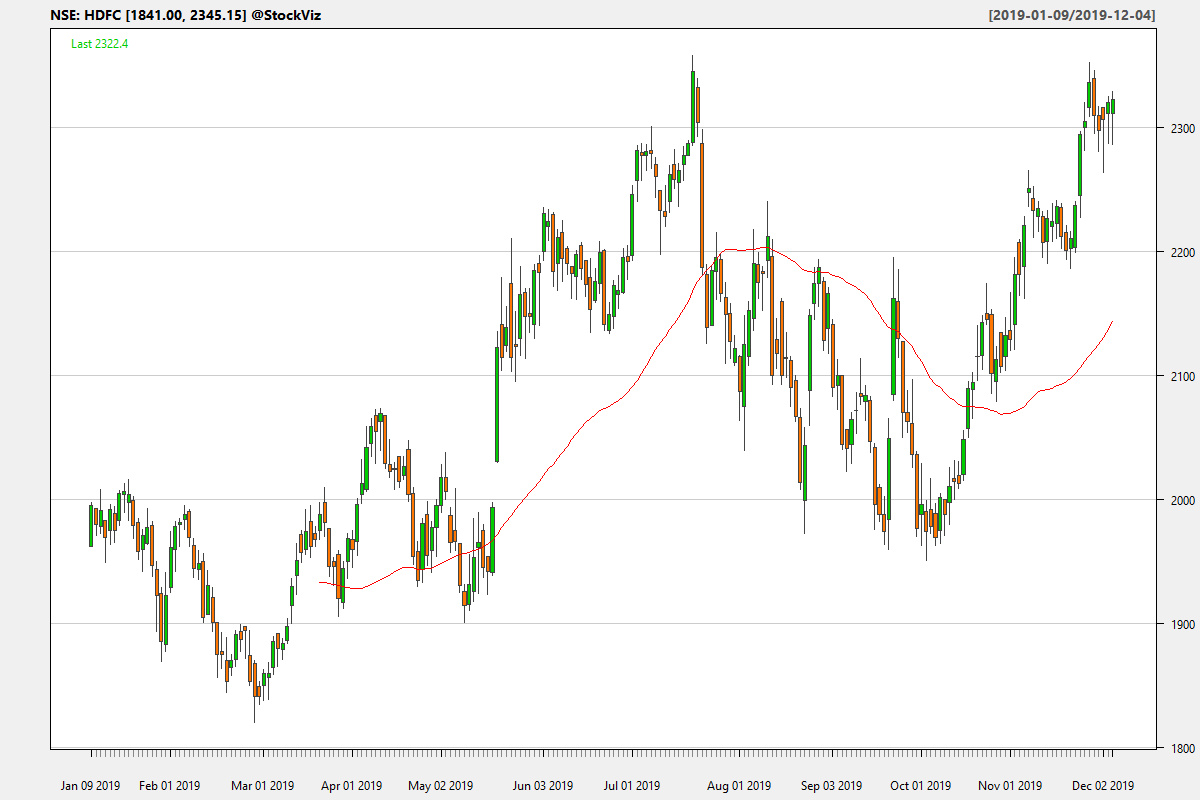 NSE: HDFC [1841.00, 2345.15] @StockViz
[2019-01-09/2019-12-04]
Last 2322.4
2300
2200
2100
2000
1900
1800
Jan 09 2019 Feb 01 2019 Mar 01 2019 Apr 01 2019 May 02 2019 Jun 03 2019 Jul 01 2019 Aug 01 2019 Sep 03 2019 Oct 01 2019 Nov 01 2019 Dec 02 2019